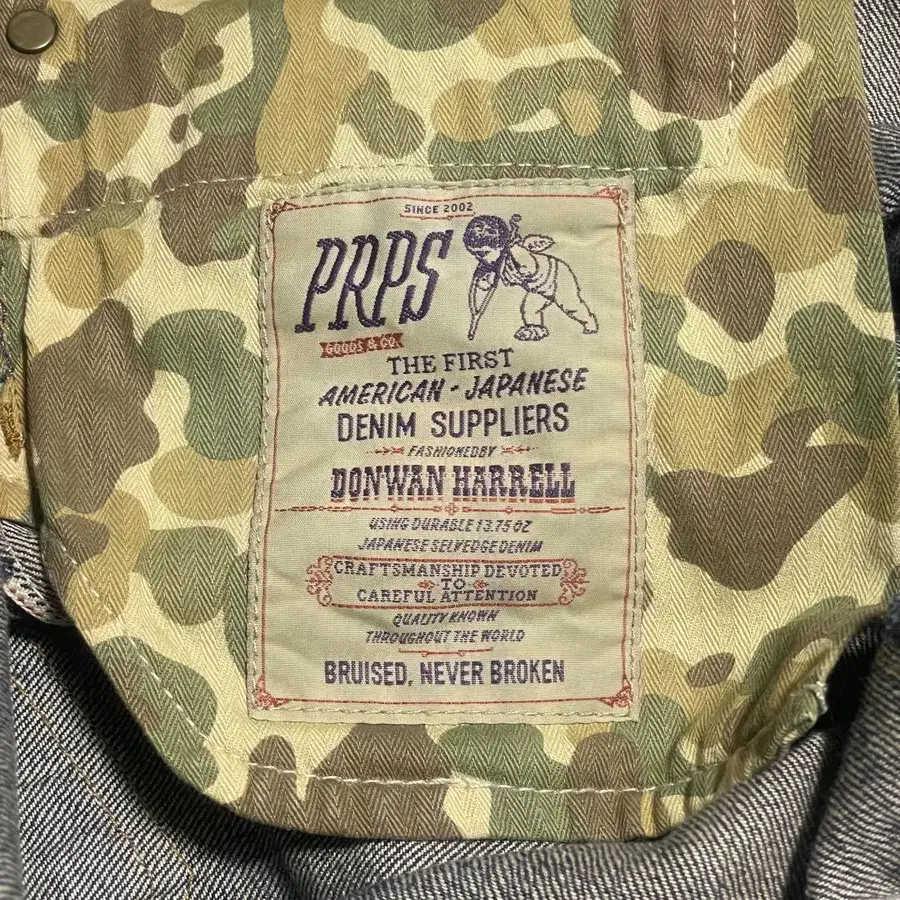 SINCE 2002
PRPS
GOODS & CO.
THE FIRST
AMERICAN - JAPANESE
DENIM SUPPLIERS
FASHIONEDBY
DONWAN HARRELL
USING DURABLE 13.75 OZ
JAPANESE SELVEDGE DENIM
CRAFTSMANSHIP DEVOTED
TO
CAREFUL ATTENTION
QUALITY KNOWN
THROUGHOUT THE WORLD
BRUISED, NEVER BROKEN